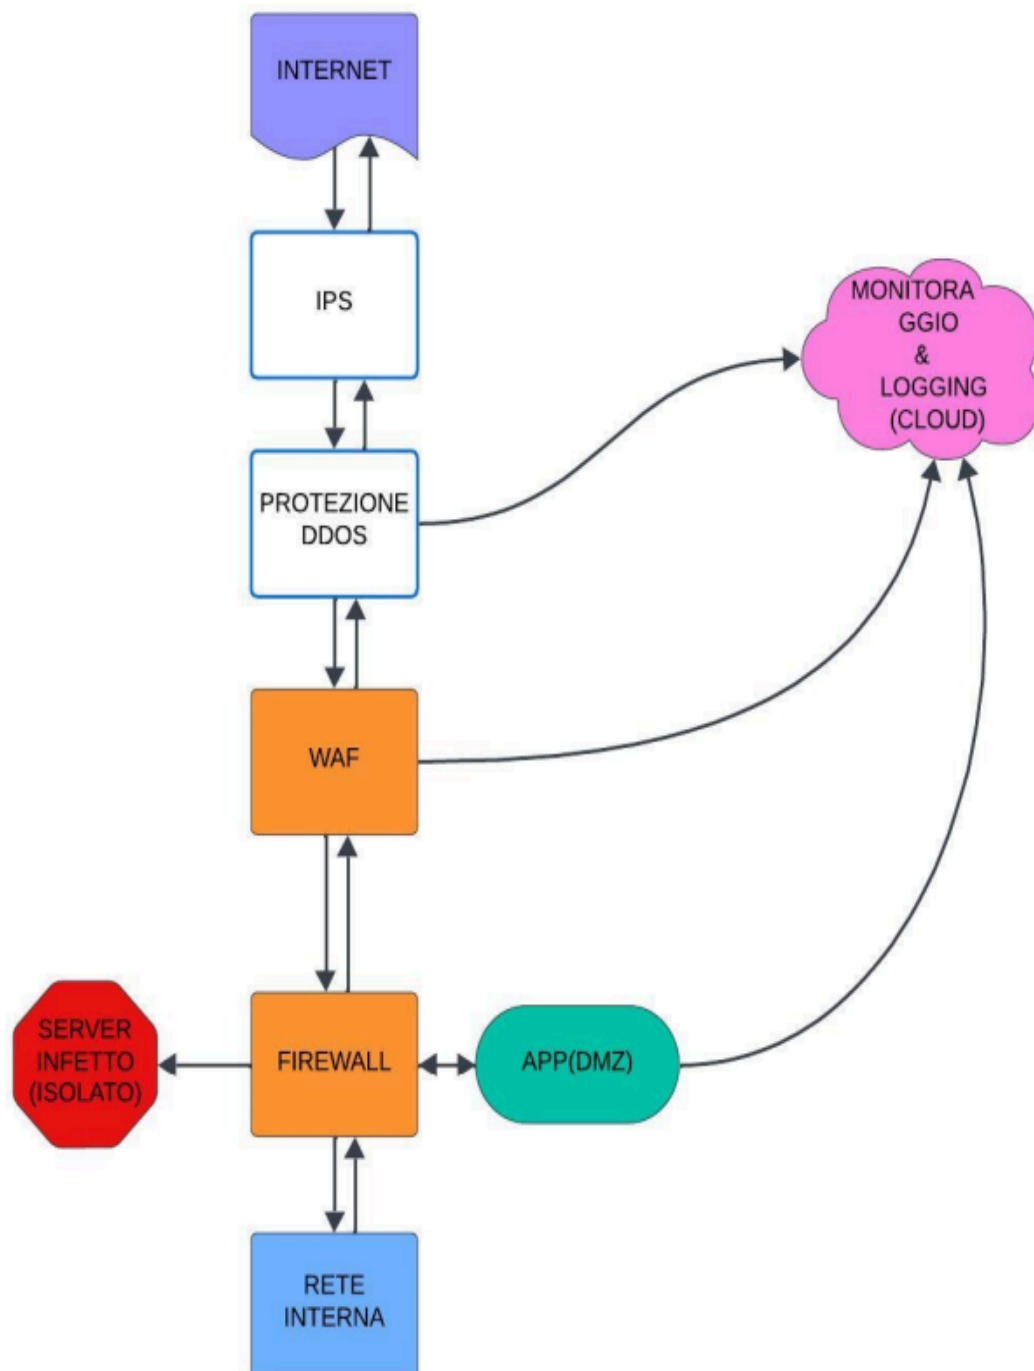 INTERNET
IPS
MONITORA
GGIO
&
LOGGING
(CLOUD)
PROTEZIONE
DDOS
WAF
SERVER
INFETTO
(ISOLATO)
FIREWALL
APP(DMZ)
RETE
INTERNA